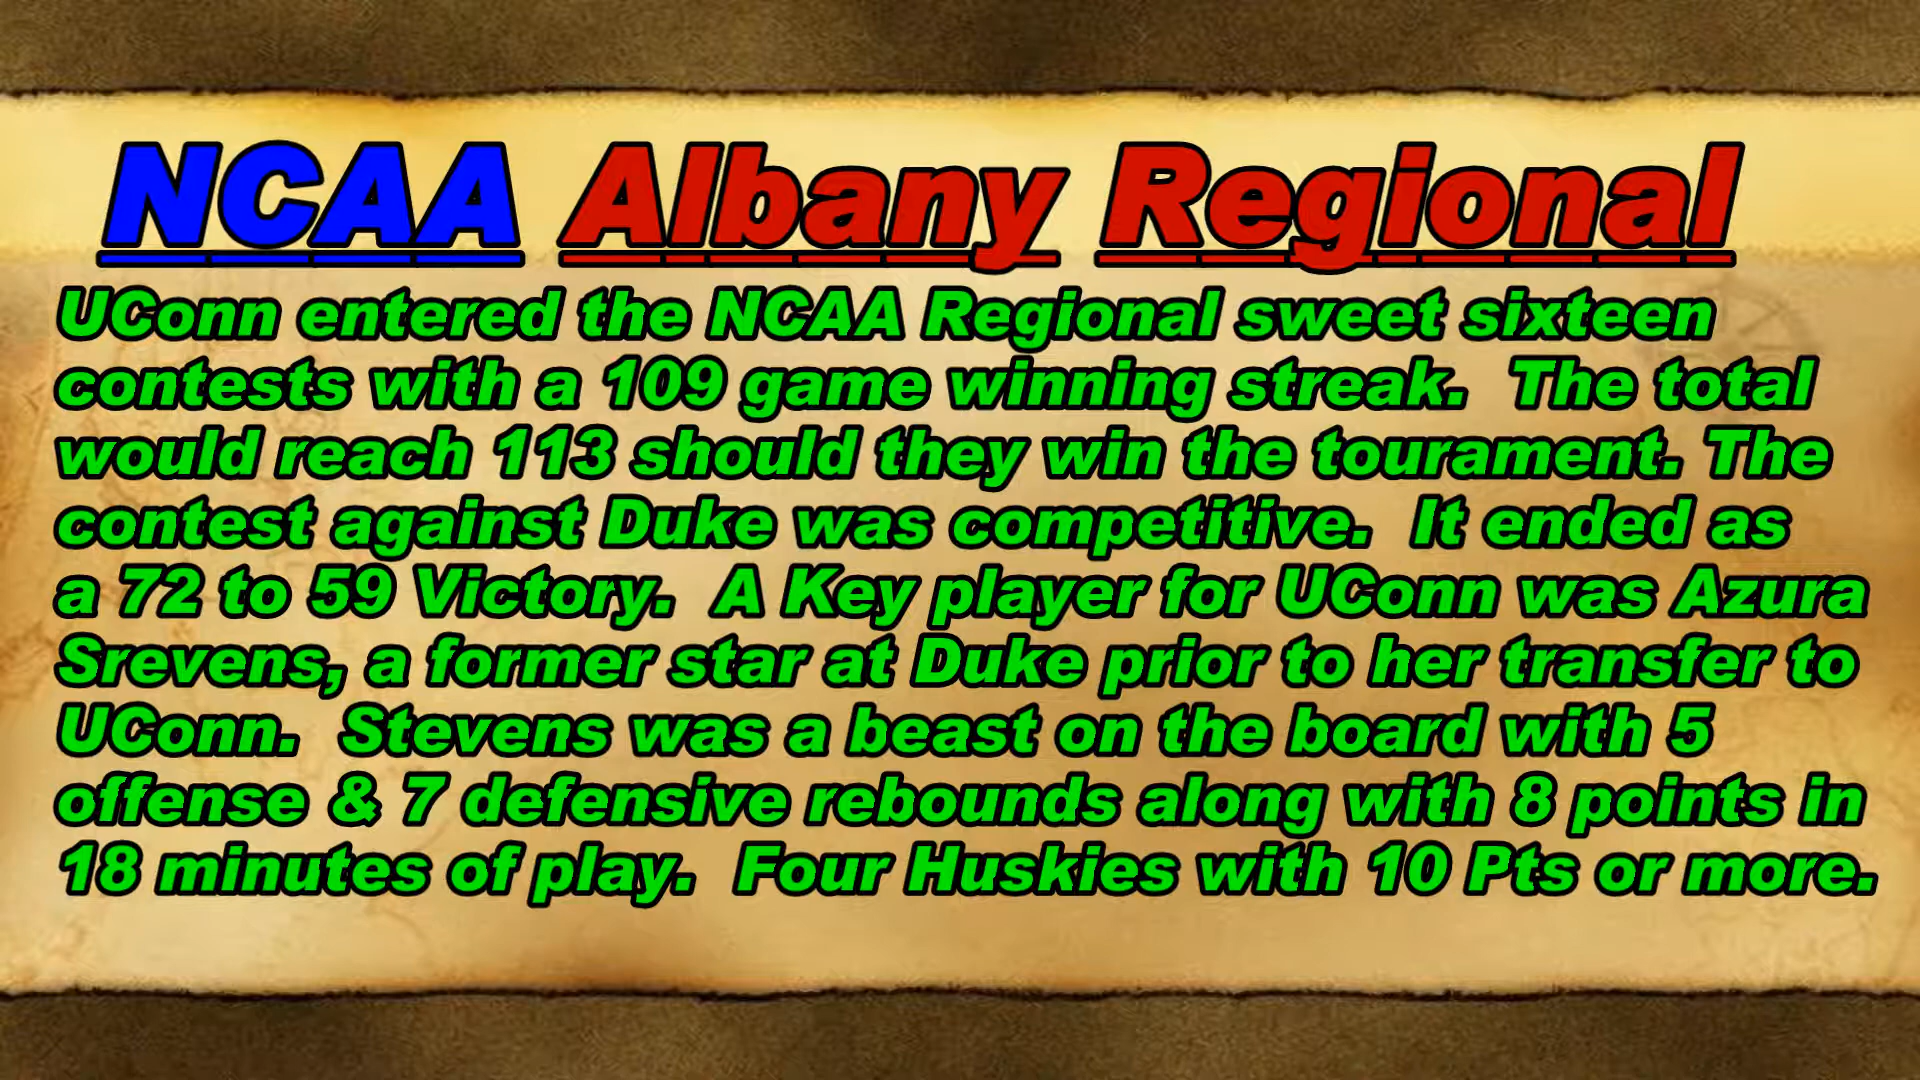 NCAA Albany Regional
UConn entered the NCAA Regional sweet sixteen
contests with a 109 game winning streak. The total
would reach 113 should they win the tourament. The
contest against Duke was competitive. It ended as
a 72 to 59 Victory. A Key player for UConn was Azura
Srevens, a former star at Duke prior to her transfer to
UConn. Stevens was a beast on the board with 5
offense & 7 defensive rebounds along with 8 points in
18 minutes of play. Four Huskies with 10 Pts or more.